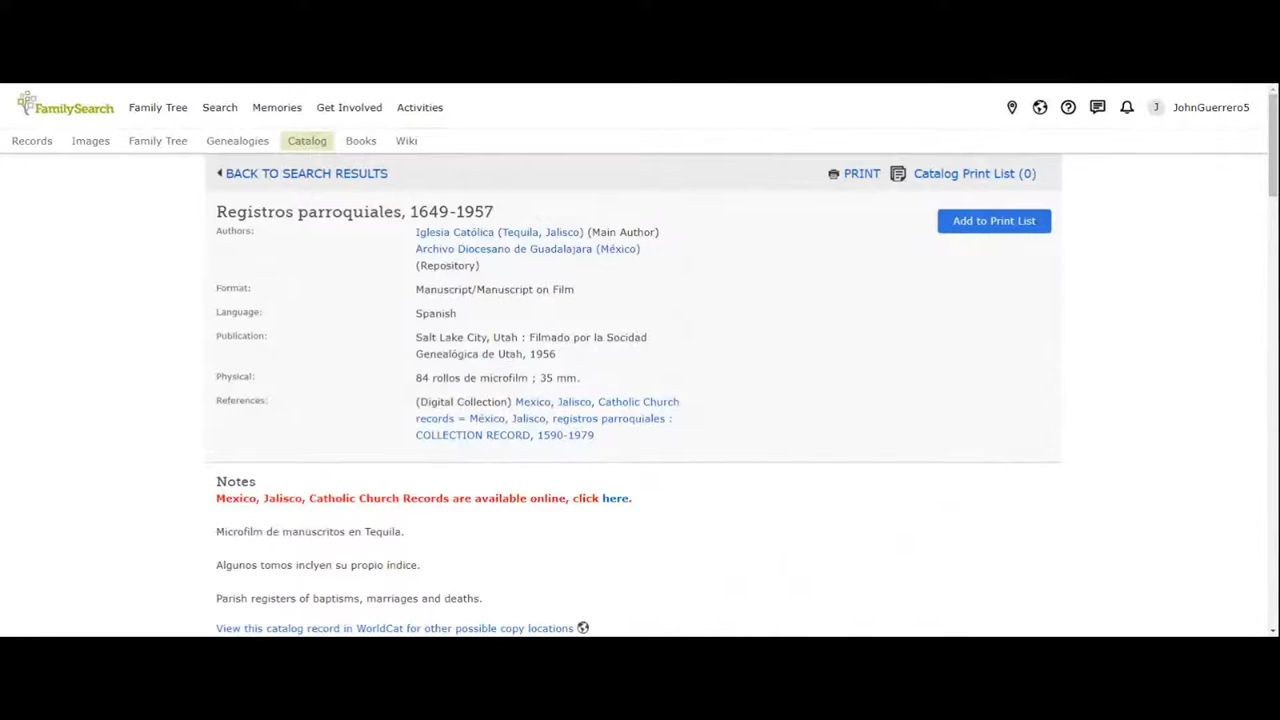 FamilySearch Family Tree Search Memories Get Involved Activities J JohnGuerrero5
Records Images Family Tree Genealogies Catalog Books Wiki
BACK TO SEARCH RESULTS PRINT Catalog Print List (0)
Registros parroquiales, 1649-1957 Add to Print List
Authors: Iglesia Católica (Tequila, Jalisco) (Main Author)
Archivo Diocesano de Guadalajara (México)
(Repository)
Format: Manuscript/Manuscript on Film
Language: Spanish
Publication: Salt Lake City, Utah : Filmado por la Socidad
Genealógica de Utah, 1956
Physical: 84 rollos de microfilm ; 35 mm.
References: (Digital Collection) Mexico, Jalisco, Catholic Church
records = México, Jalisco, registros parroquiales :
COLLECTION RECORD, 1590-1979
Notes
Mexico, Jalisco, Catholic Church Records are available online, click here.
Microfilm de manuscritos en Tequila.
Algunos tomos inclyen su propio índice.
Parish registers of baptisms, marriages and deaths.
View this catalog record in WorldCat for other possible copy locations